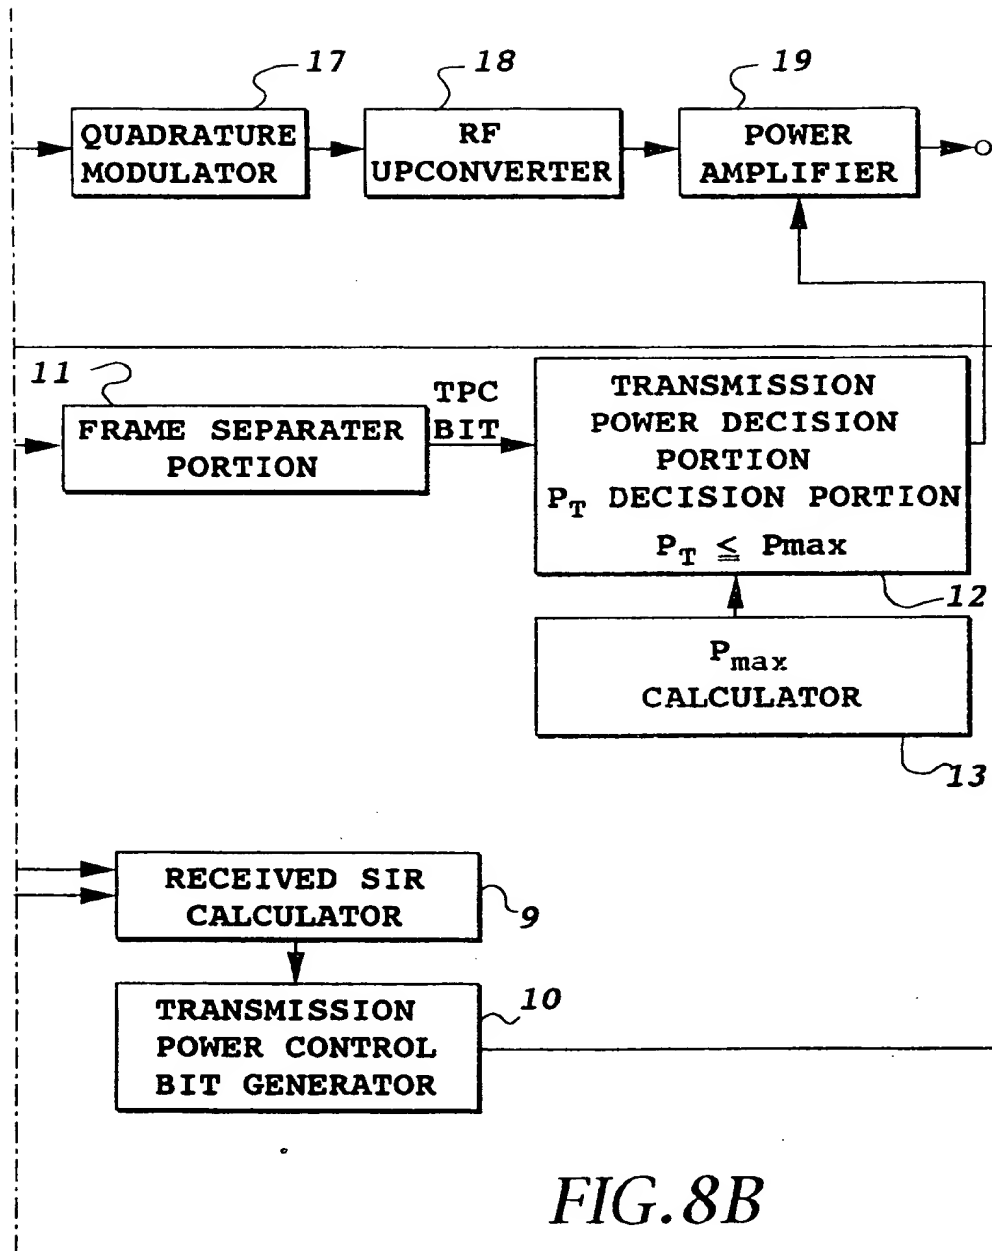 17
18
19
QUADRATURE
MODULATOR
RF
UPCONVERTER
POWER
AMPLIFIER
11
FRAME SEPARATER
PORTION
TPC
BIT
TRANSMISSION
POWER DECISION
PORTION
P_T DECISION PORTION
P_T ≦ Pmax
12
P_max
CALCULATOR
13
RECEIVED SIR
CALCULATOR
9
10
TRANSMISSION
POWER CONTROL
BIT GENERATOR
FIG. 8B